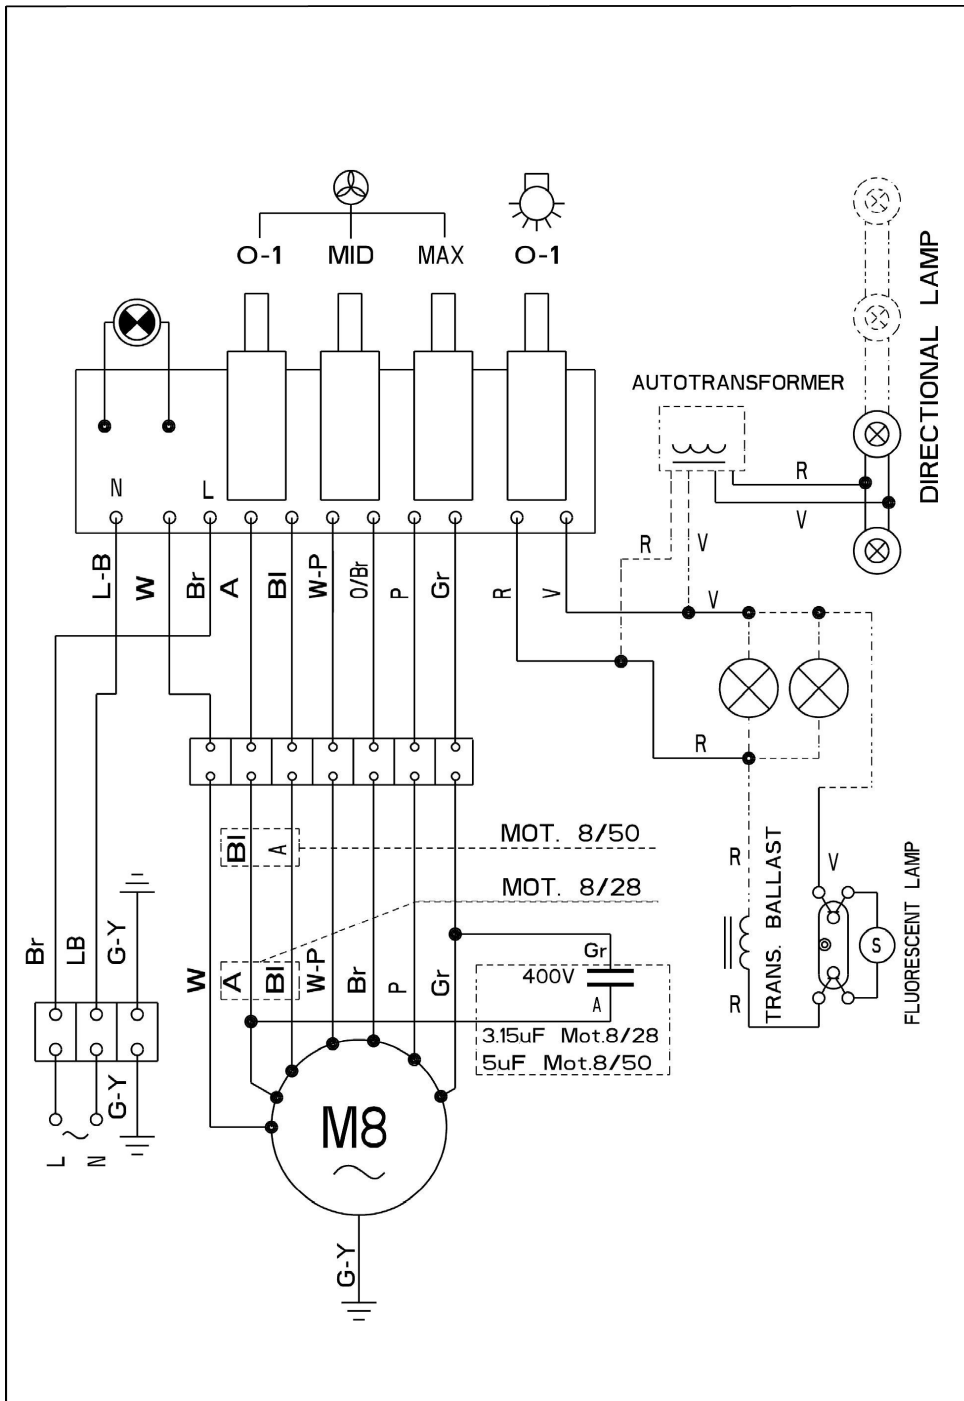 O-1
MID
MAX
O-1
DIRECTIONAL LAMP
AUTOTRANSFORMER
N
L
R
V
L-B
W
Br
A
Bl
W-P
O/Br
P
Gr
R
V
R
V
V
R
Bl
A
MOT. 8/50
MOT. 8/28
R
TRANS. BALLAST
V
FLUORESCENT LAMP
S
R
Br
LB
G-Y
W
A
Bl
W-P
Br
P
Gr
Gr
400V
A
3.15uF Mot.8/28
5uF Mot.8/50
G-Y
L
N
M8
G-Y